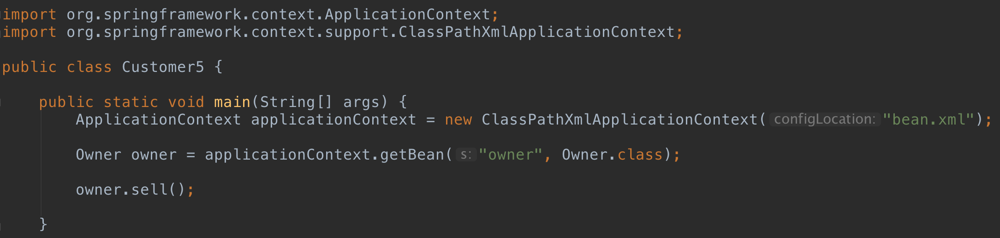 import org.springframework.context.ApplicationContext;
import org.springframework.context.support.ClassPathXmlApplicationContext;
public class Customer5 {
public static void main(String[] args) {
ApplicationContext applicationContext = new ClassPathXmlApplicationContext( configLocation: "bean.xml");
Owner owner = applicationContext.getBean( s: "owner", Owner.class);
owner.sell();
}